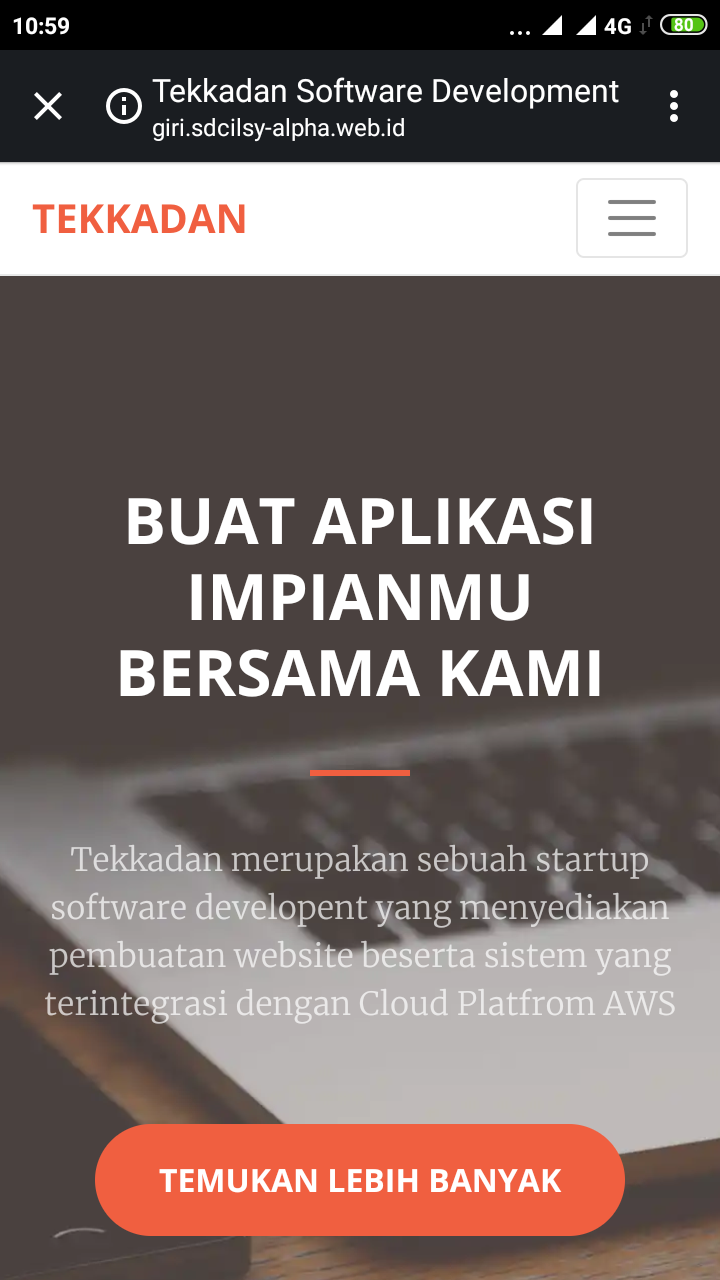 10:59
... 4G 80
Tekkadan Software Development
giri.sdcilsy-alpha.web.id
TEKKADAN
BUAT APLIKASI
IMPIANMU
BERSAMA KAMI
Tekkadan merupakan sebuah startup
software developent yang menyediakan
pembuatan website beserta sistem yang
terintegrasi dengan Cloud Platfrom AWS
TEMUKAN LEBIH BANYAK